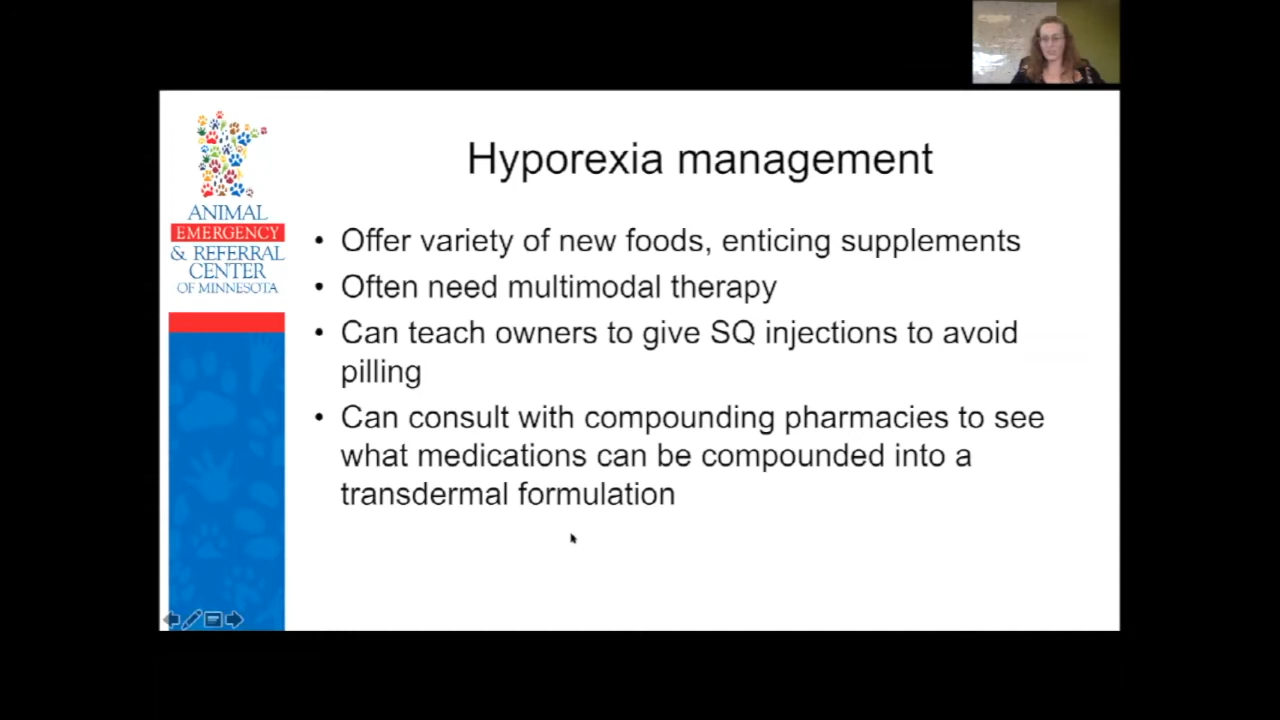 Hyporexia management
ANIMAL
EMERGENCY
& REFERRAL
CENTER
OF MINNESOTA
• Offer variety of new foods, enticing supplements
• Often need multimodal therapy
• Can teach owners to give SQ injections to avoid
pilling
• Can consult with compounding pharmacies to see
what medications can be compounded into a
transdermal formulation